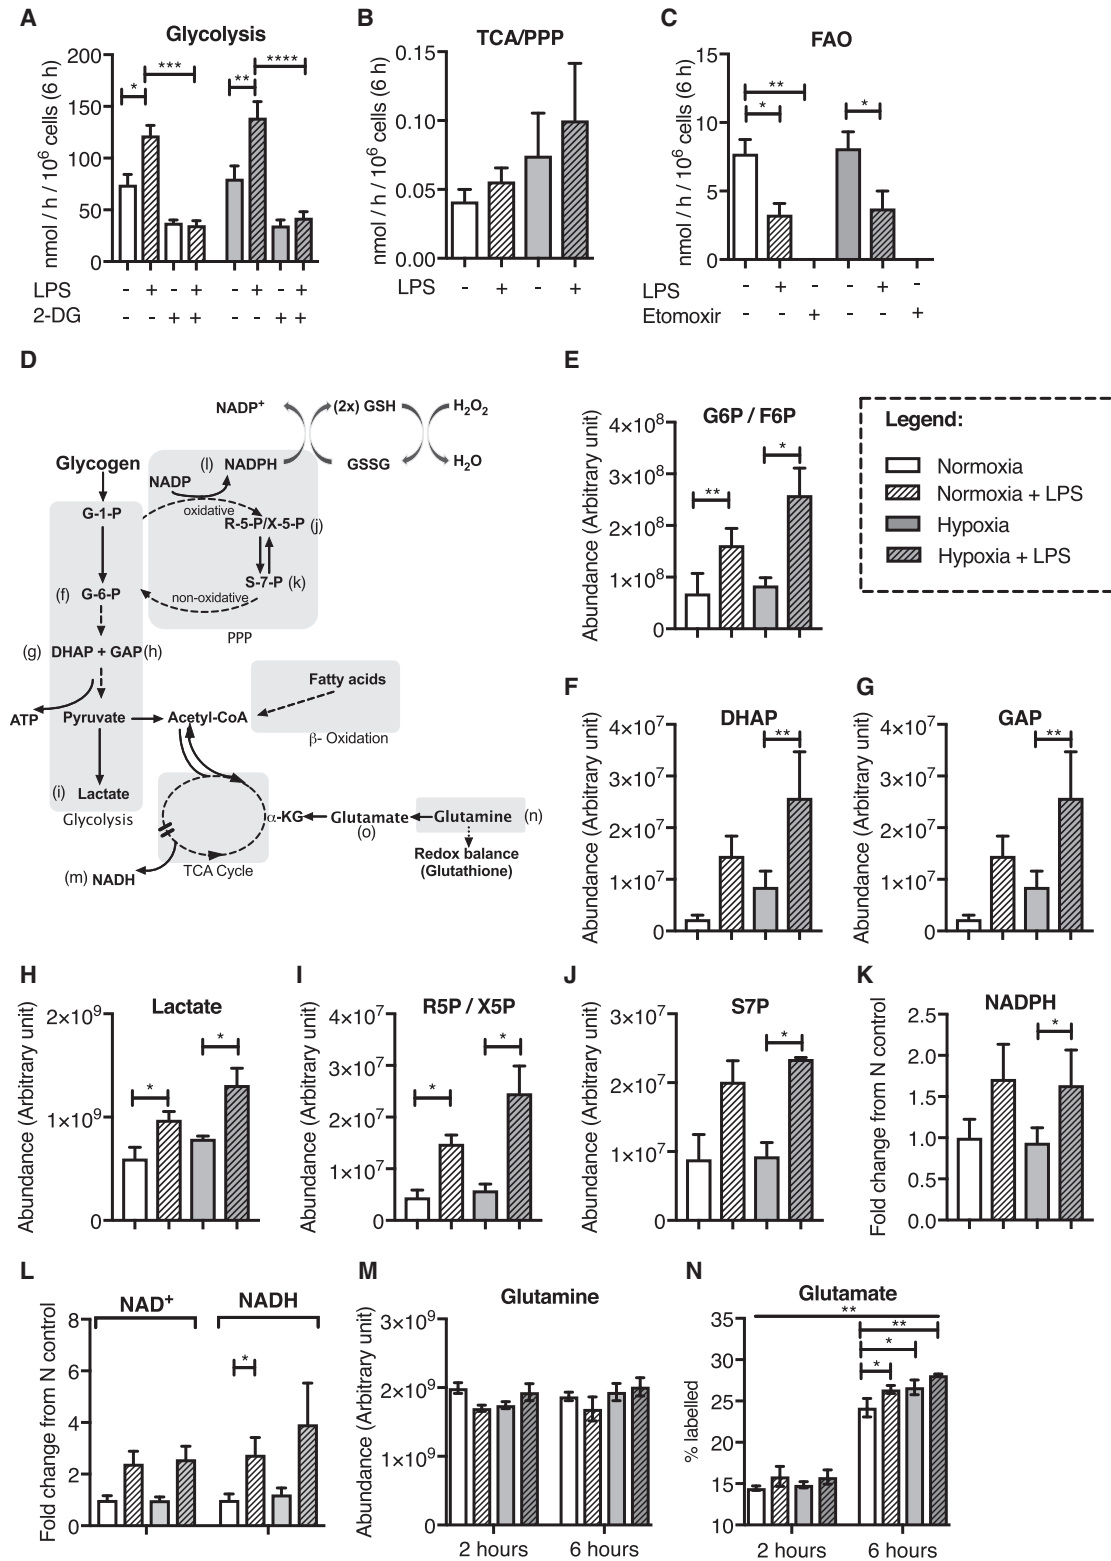 A
Glycolysis
nmol / h / 10⁶ cells (6 h)
200
150
100
50
0
*
***
**
****
LPS - + - + - + - +
2-DG - - + + - - + +
B
TCA/PPP
nmol / h / 10⁶ cells (6 h)
0.15
0.10
0.05
0.00
LPS - + - +
C
FAO
nmol / h / 10⁶ cells (6 h)
15
10
5
0
**
*
*
LPS - + - - + -
Etomoxir - - + - - +
D
NADP⁺
(2x) GSH
H₂O₂
Glycogen
(l) NADPH
GSSG
H₂O
NADP
G-1-P
oxidative
R-5-P/X-5-P (j)
S-7-P (k)
(f) G-6-P
non-oxidative
PPP
(g) DHAP + GAP (h)
Fatty acids
ATP
Pyruvate
Acetyl-CoA
β- Oxidation
(i) Lactate
Glycolysis
α-KG
Glutamate
(o)
Glutamine (n)
Redox balance
(Glutathione)
TCA Cycle
(m) NADH
E
G6P / F6P
Abundance (Arbitrary unit)
4×10⁸
3×10⁸
2×10⁸
1×10⁸
0
**
*
Legend:
Normoxia
Normoxia + LPS
Hypoxia
Hypoxia + LPS
F
DHAP
Abundance (Arbitrary unit)
4×10⁷
3×10⁷
2×10⁷
1×10⁷
0
**
G
GAP
Abundance (Arbitrary unit)
4×10⁷
3×10⁷
2×10⁷
1×10⁷
0
**
H
Lactate
Abundance (Arbitrary unit)
2×10⁹
1×10⁹
0
*
*
I
R5P / X5P
Abundance (Arbitrary unit)
4×10⁷
3×10⁷
2×10⁷
1×10⁷
0
*
*
J
S7P
Abundance (Arbitrary unit)
3×10⁷
2×10⁷
1×10⁷
0
*
K
NADPH
Fold change from N control
2.5
2.0
1.5
1.0
0.5
0.0
*
L
NAD⁺
NADH
Fold change from N control
8
6
4
2
0
*
M
Glutamine
Abundance (Arbitrary unit)
3×10⁹
2×10⁹
1×10⁹
0
2 hours
6 hours
N
Glutamate
% labelled
35
30
25
20
15
10
**
**
*
*
2 hours
6 hours